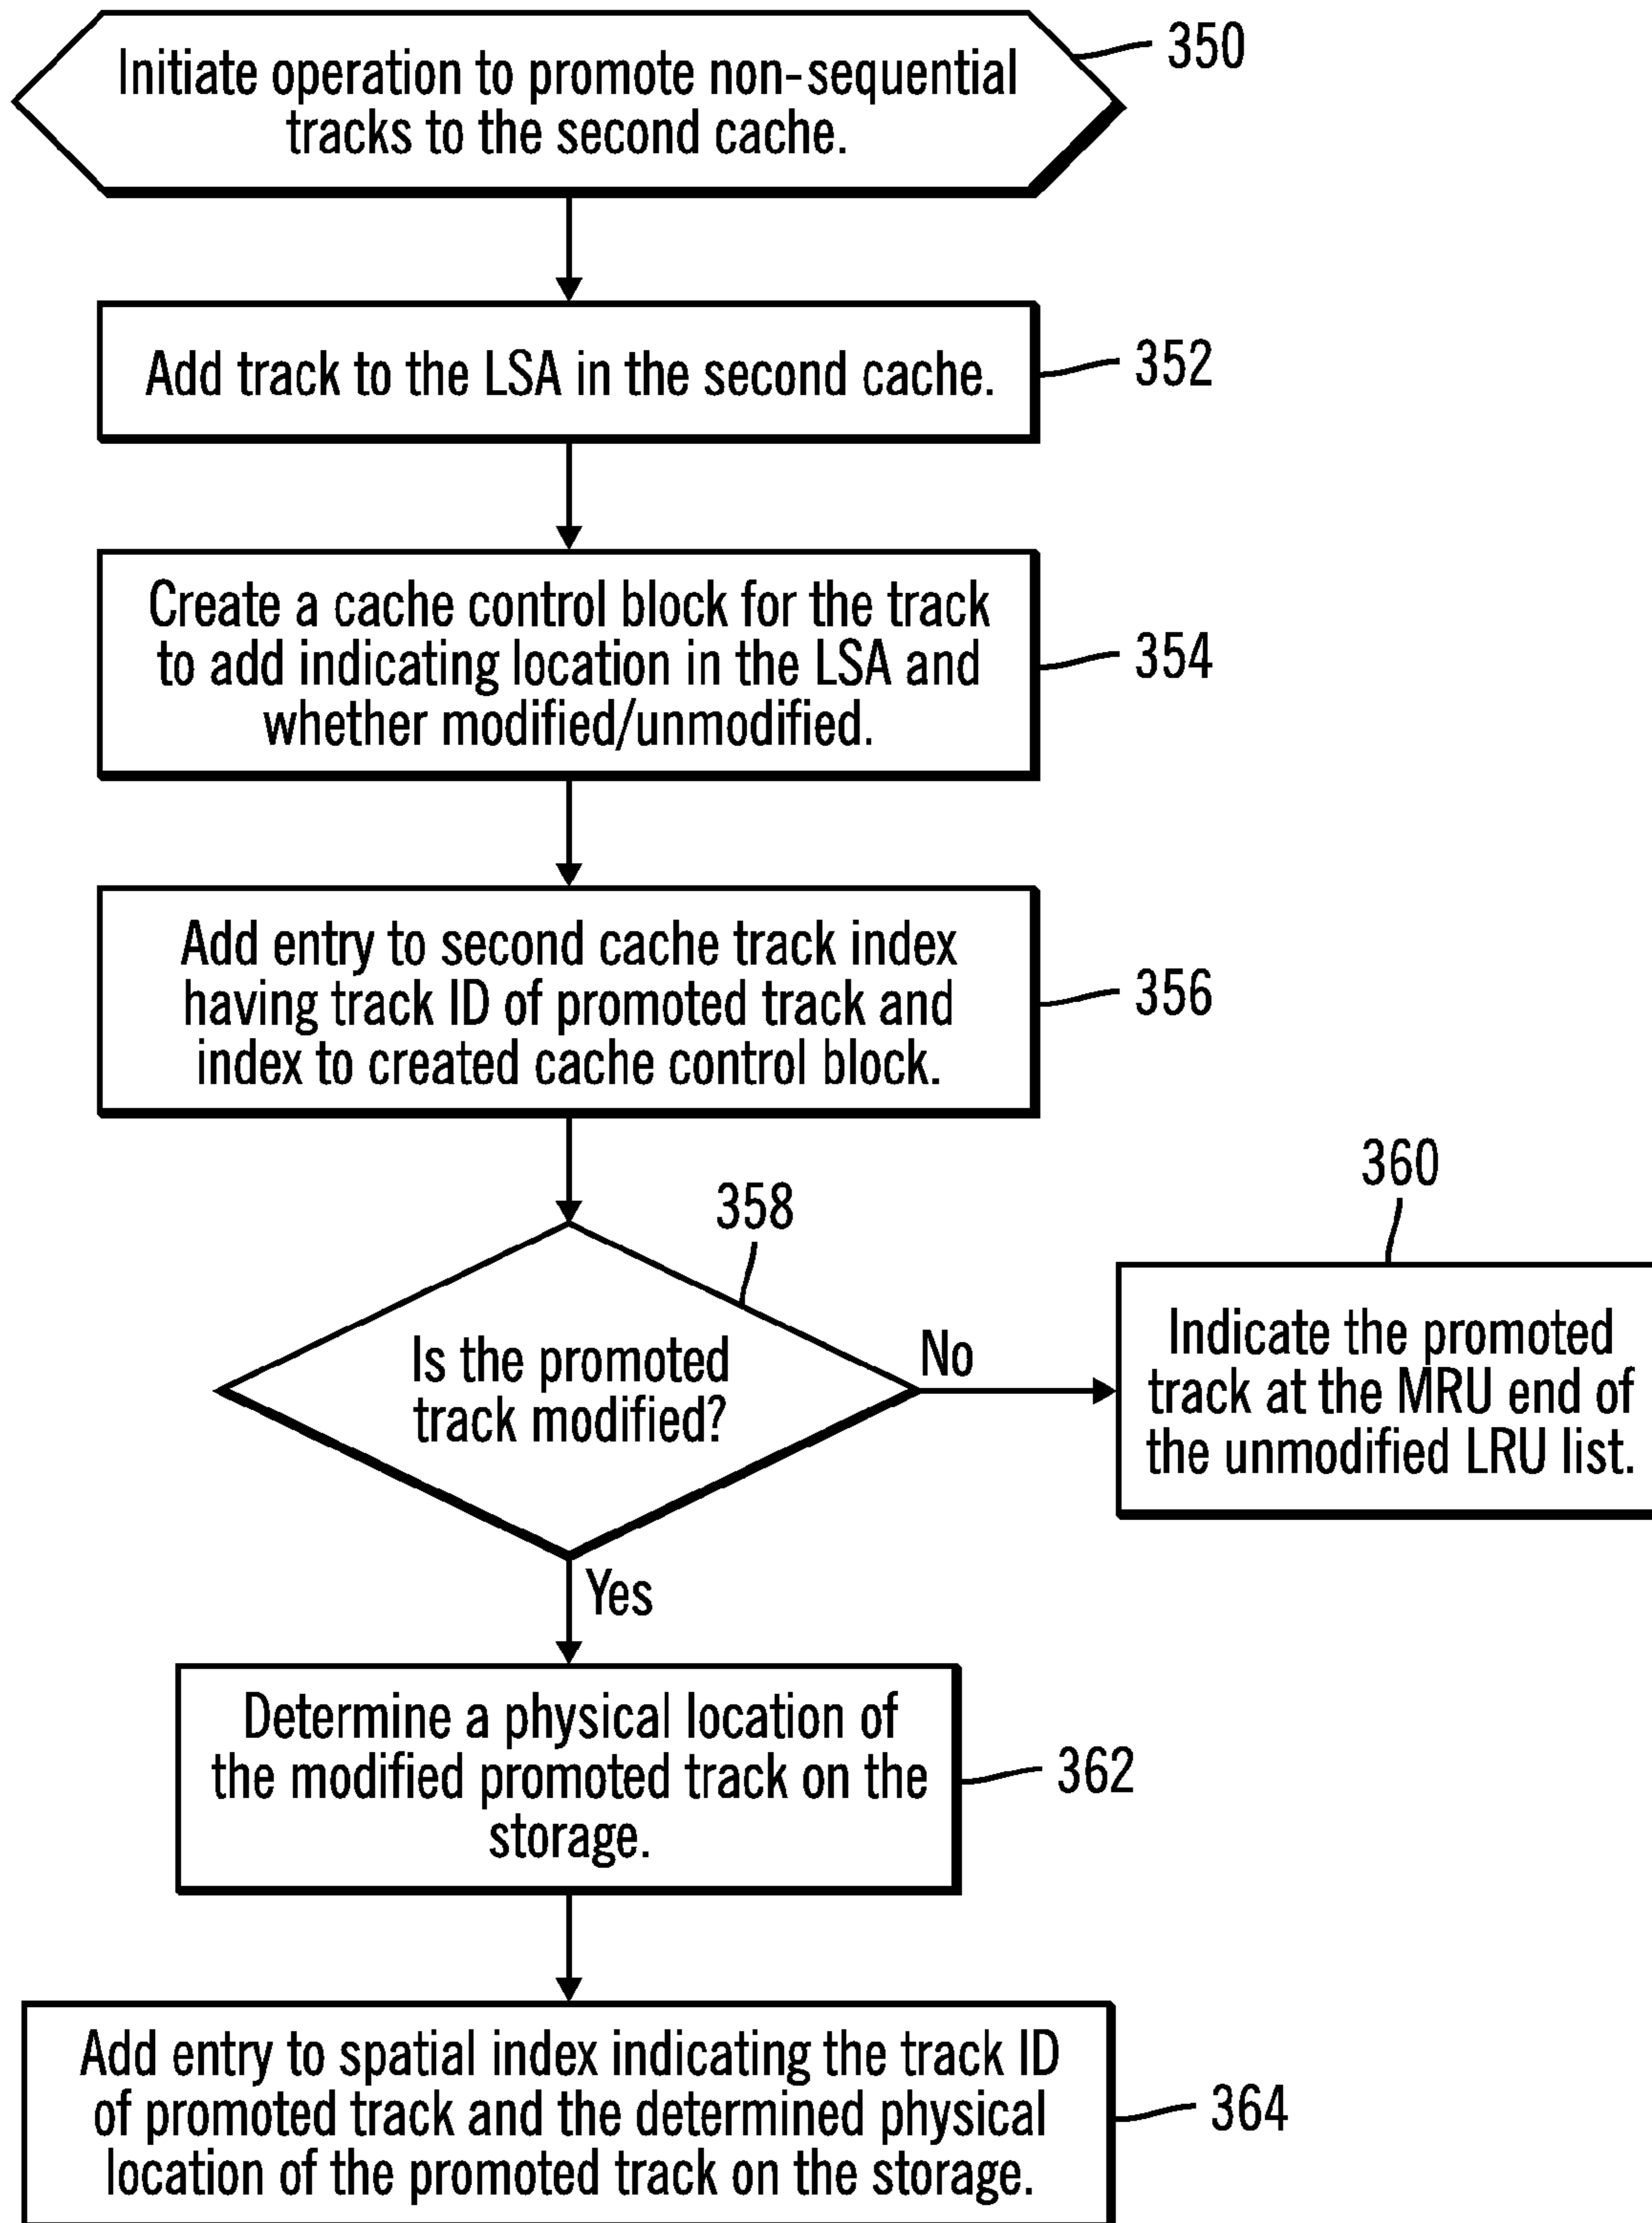 Initiate operation to promote non-sequential
tracks to the second cache.
350
Add track to the LSA in the second cache.
352
Create a cache control block for the track
to add indicating location in the LSA and
whether modified/unmodified.
354
Add entry to second cache track index
having track ID of promoted track and
index to created cache control block.
356
358
Is the promoted
track modified?
No
360
Indicate the promoted
track at the MRU end of
the unmodified LRU list.
Yes
Determine a physical location of
the modified promoted track on the
storage.
362
Add entry to spatial index indicating the track ID
of promoted track and the determined physical
location of the promoted track on the storage.
364